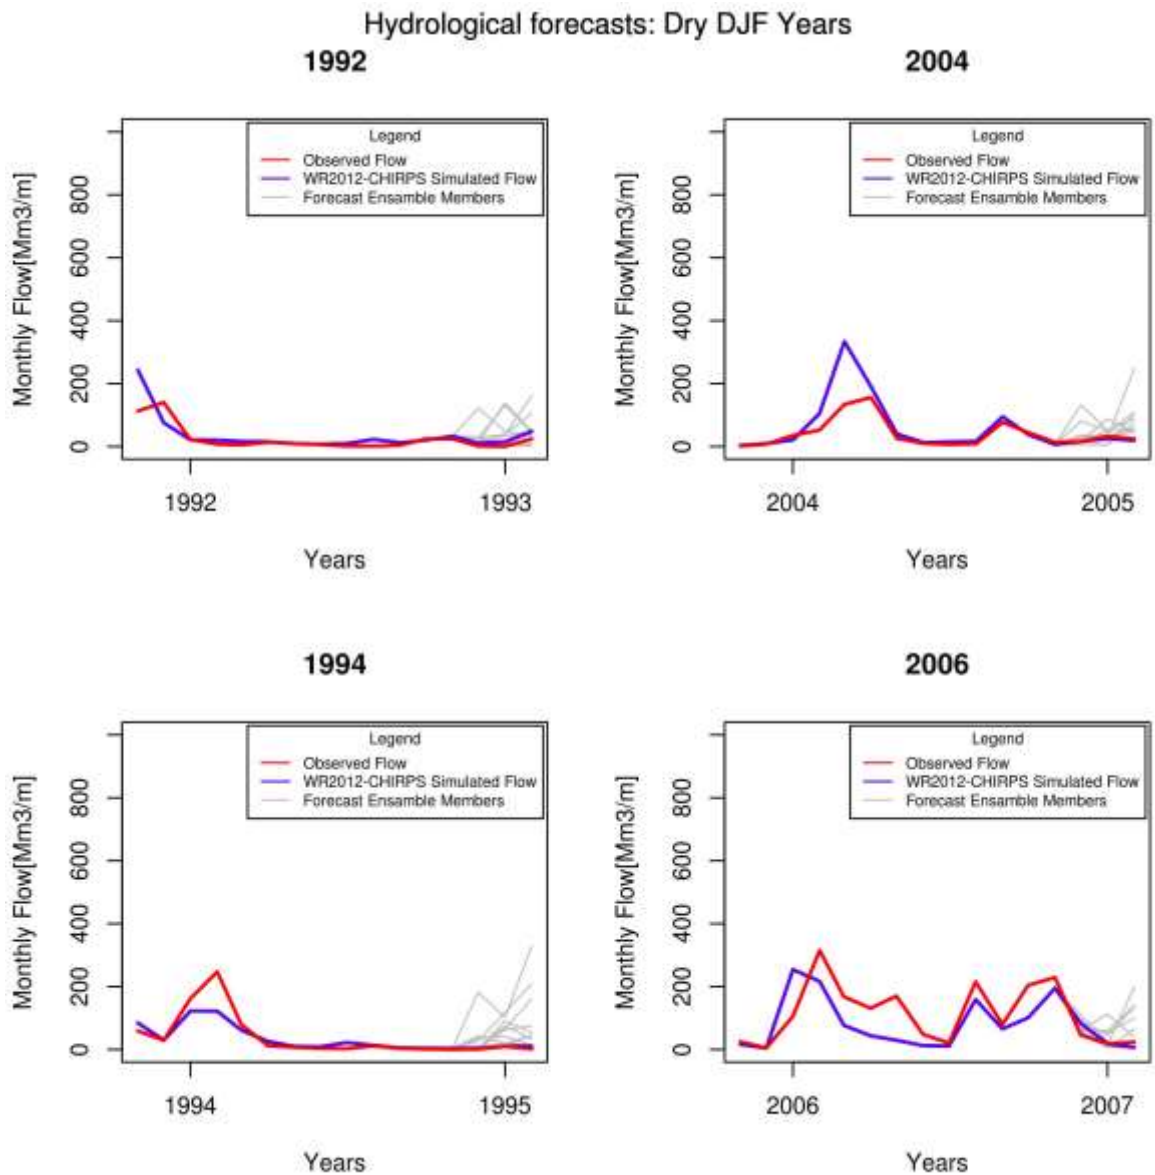 Hydrological forecasts: Dry DJF Years
1992
Legend
Observed Flow
WR2012-CHIRPS Simulated Flow
Forecast Ensamble Members
Monthly Flow[Mm3/m]
800
600
400
200
0
1992
1993
Years
2004
Legend
Observed Flow
WR2012-CHIRPS Simulated Flow
Forecast Ensamble Members
Monthly Flow[Mm3/m]
800
600
400
200
0
2004
2005
Years
1994
Legend
Observed Flow
WR2012-CHIRPS Simulated Flow
Forecast Ensamble Members
Monthly Flow[Mm3/m]
800
600
400
200
0
1994
1995
Years
2006
Legend
Observed Flow
WR2012-CHIRPS Simulated Flow
Forecast Ensamble Members
Monthly Flow[Mm3/m]
800
600
400
200
0
2006
2007
Years